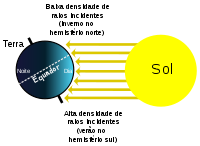 Baixa densidade de
raios incidentes
(inverno no
hemisfério norte)
Terra
Noite
Equador
Dia
Sol
Alta densidade de
raios incidentes
(verão no
hemisfério sul)